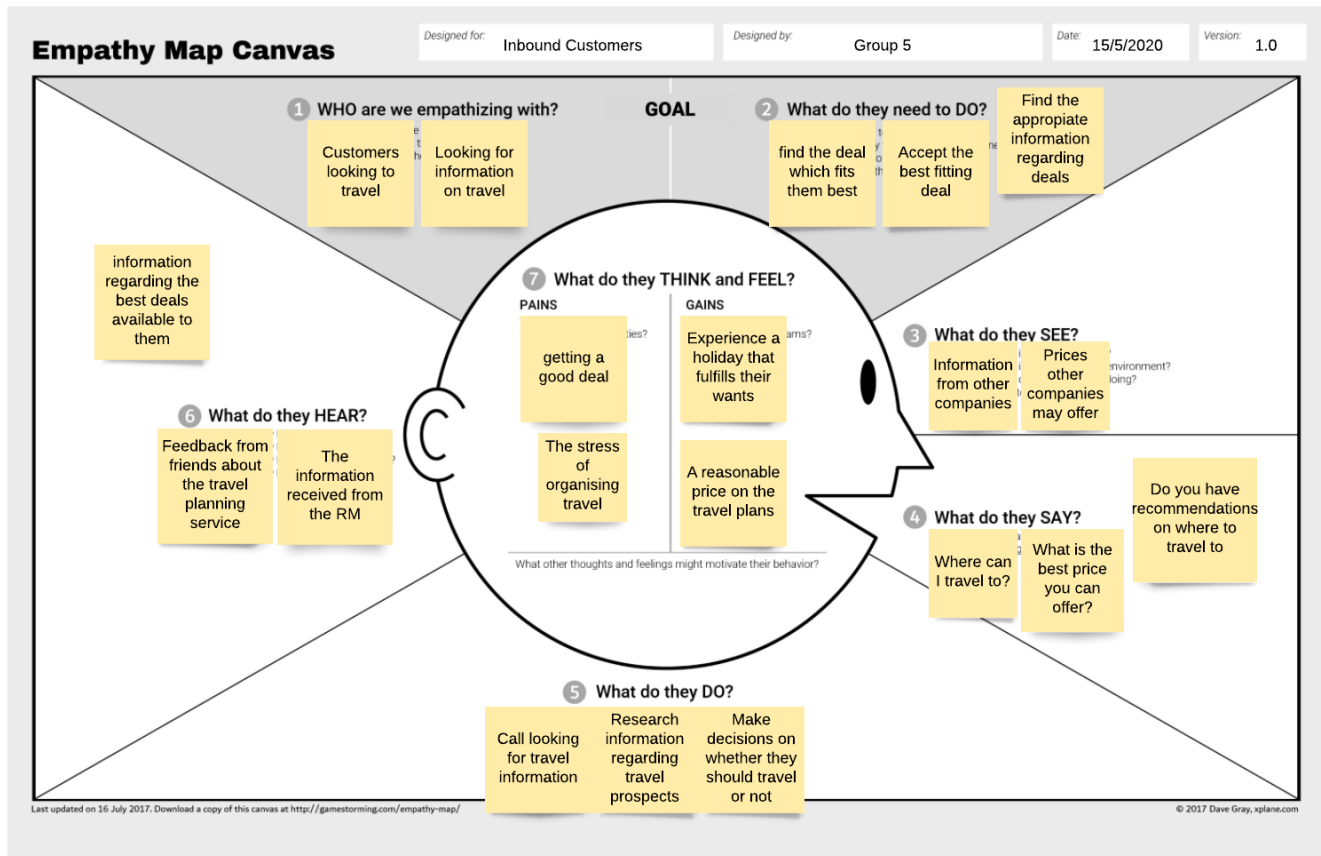 Empathy Map Canvas
Designed for:
Inbound Customers
Designed by:
Group 5
Date:
15/5/2020
Version:
1.0
1 WHO are we empathizing with?
Customers
looking to
travel
Looking for
information
on travel
GOAL
2 What do they need to DO?
find the deal
which fits
them best
Accept the
best fitting
deal
Find the
appropiate
information
regarding
deals
7 What do they THINK and FEEL?
PAINS
getting a
good deal
The stress
of
organising
travel
GAINS
Experience a
holiday that
fulfills their
wants
A reasonable
price on the
travel plans
What other thoughts and feelings might motivate their behavior?
3 What do they SEE?
Information
from other
companies
Prices
other
companies
may offer
environment?
4 What do they SAY?
Where can
I travel to?
What is the
best price
you can
offer?
Do you have
recommendations
on where to
travel to
5 What do they DO?
Call looking
for travel
information
Research
information
regarding
travel
prospects
Make
decisions on
whether they
should travel
or not
information
regarding the
best deals
available to
them
6 What do they HEAR?
Feedback from
friends about
the travel
planning
service
The
information
received from
the RM
Last updated on 16 July 2017. Download a copy of this canvas at http://gamestorming.com/empathy-map/
© 2017 Dave Gray, xplane.com